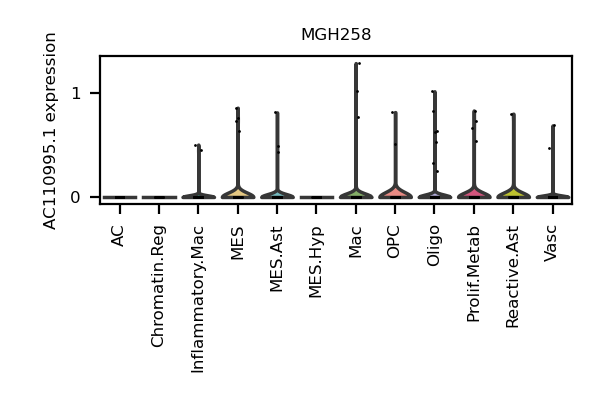 MGH258
AC110995.1 expression
1
0
AC
Chromatin.Reg
Inflammatory.Mac
MES
MES.Ast
MES.Hyp
Mac
OPC
Oligo
Prolif.Metab
Reactive.Ast
Vasc